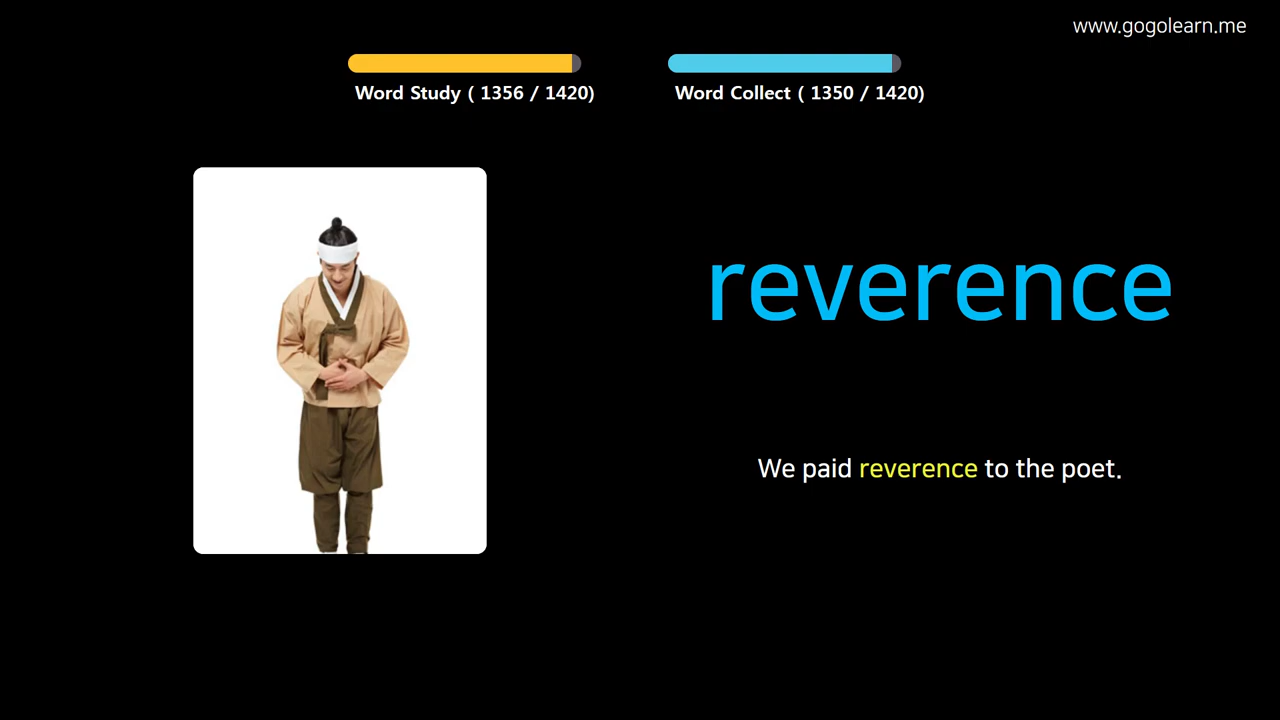 www.gogolearn.me
Word Study ( 1356 / 1420)
Word Collect ( 1350 / 1420)
reverence
We paid reverence to the poet.